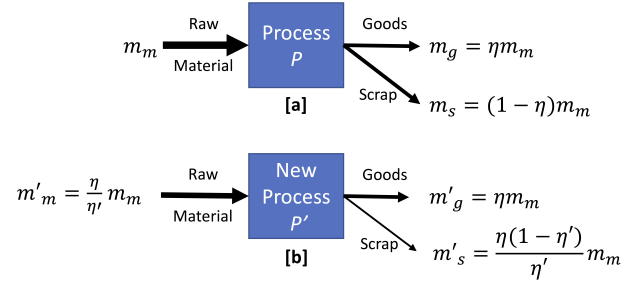 Raw
Material
m_m
Process
P
Goods
m_g = ηm_m
Scrap
m_s = (1 − η)m_m
[a]
Raw
Material
m'_m = η/η' m_m
New
Process
P'
Goods
m'_g = ηm_m
Scrap
m'_s = η(1 − η')/η' m_m
[b]